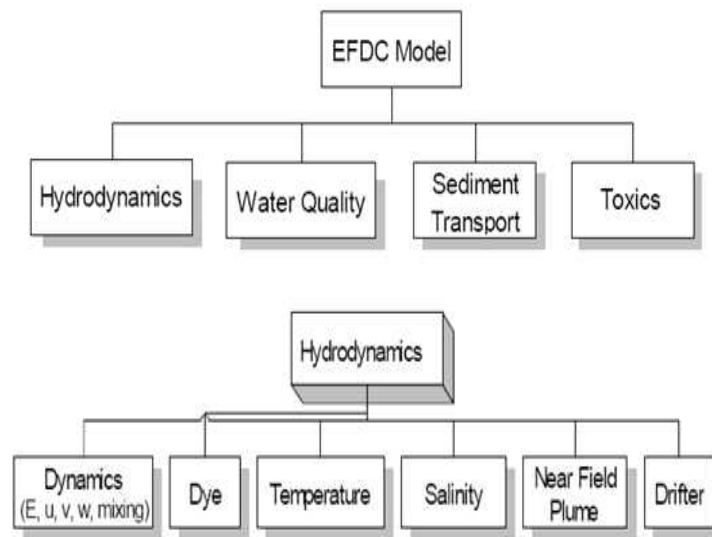 EFDC Model
Hydrodynamics
Water Quality
Sediment
Transport
Toxics
Hydrodynamics
Dynamics
(E, u, v, w, mixing)
Dye
Temperature
Salinity
Near Field
Plume
Drifter